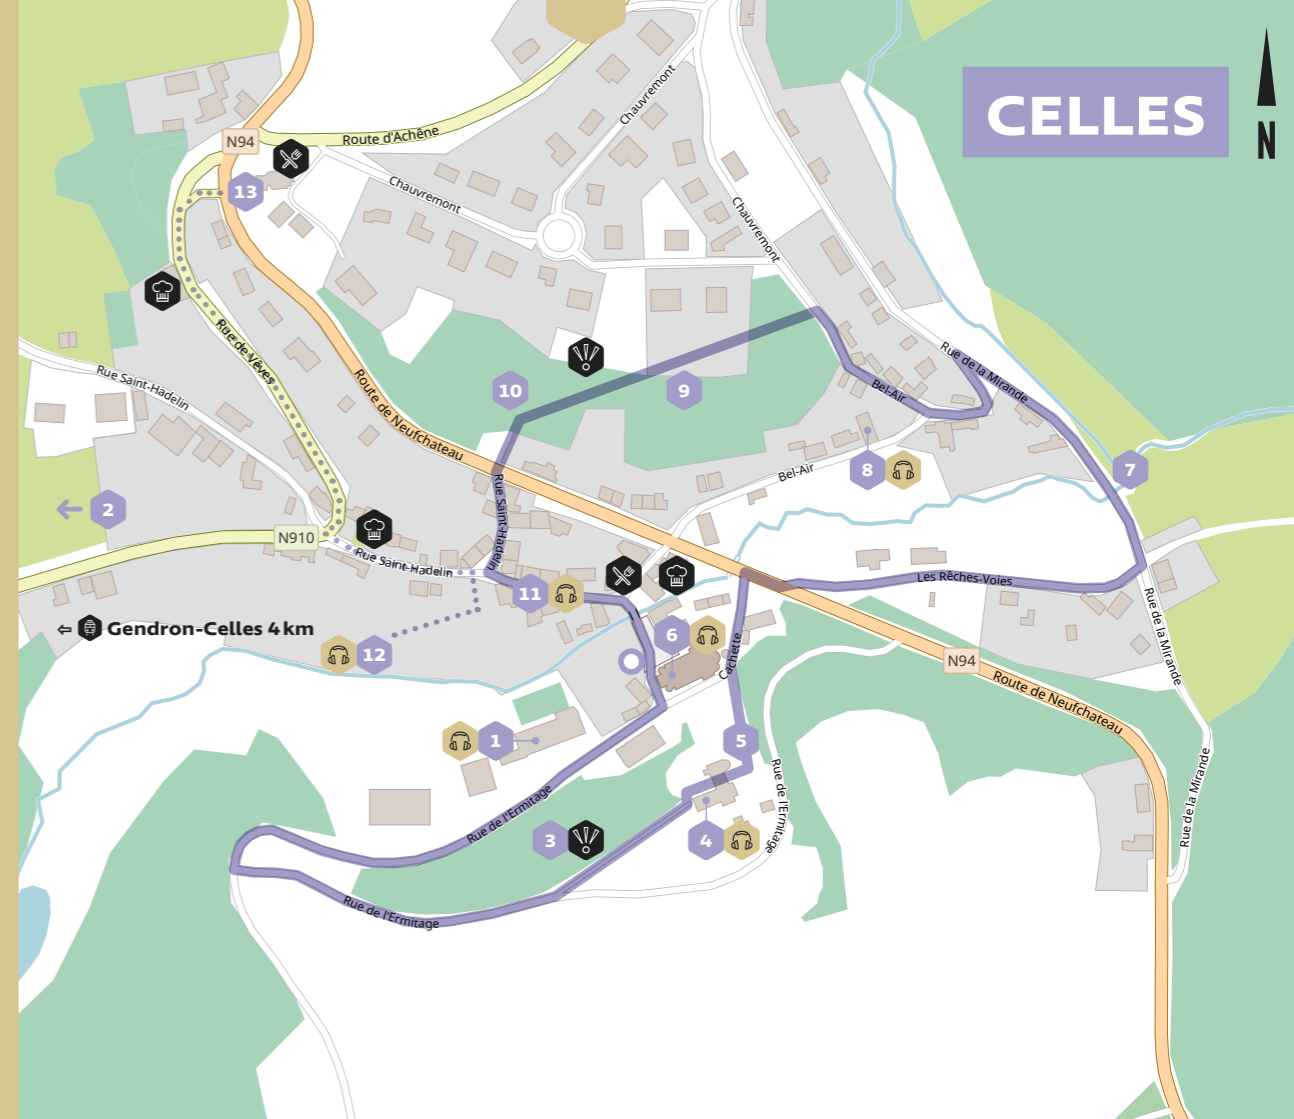 CELLES
N
Chauvremont
N94
Route d'Achêne
13
Chauvremont
Chauvremont
Rue de Vêves
Rue de la Mirande
Rue Saint-Hadelin
Route de Neufchateau
10
9
Bel-Air
7
8
Bel-Air
2
Rue Saint-Hadelin
N910
Rue Saint-Hadelin
11
Les Rêches-Voies
Gendron-Celles 4 km
12
6
Cachette
N94
Rue de la Mirande
Route de Neufchateau
1
5
Rue de l'Ermitage
Rue de la Mirande
Rue de l'Ermitage
3
4
Rue de l'Ermitage